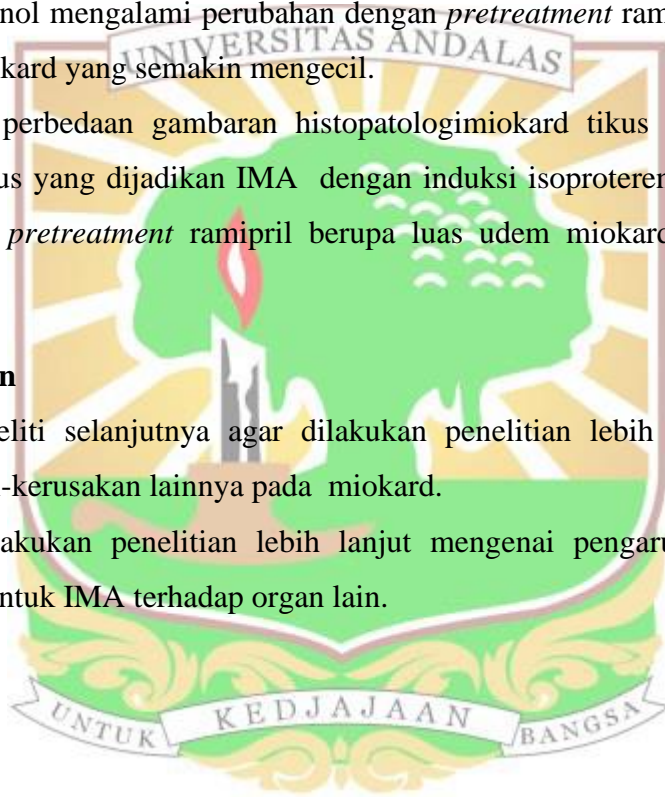 nol mengalami perubahan dengan pretreatment ram
UNIVERSITAS ANDALAS
kard yang semakin mengecil.
perbedaan gambaran histopatologimiokard tikus
us yang dijadikan IMA dengan induksi isoproteren
pretreatment ramipril berupa luas udem miokard
n
eliti selanjutnya agar dilakukan penelitian lebih
-kerusakan lainnya pada miokard.
akukan penelitian lebih lanjut mengenai pengaru
ntuk IMA terhadap organ lain.
UNTUK KEDJAJAAN BANGSA